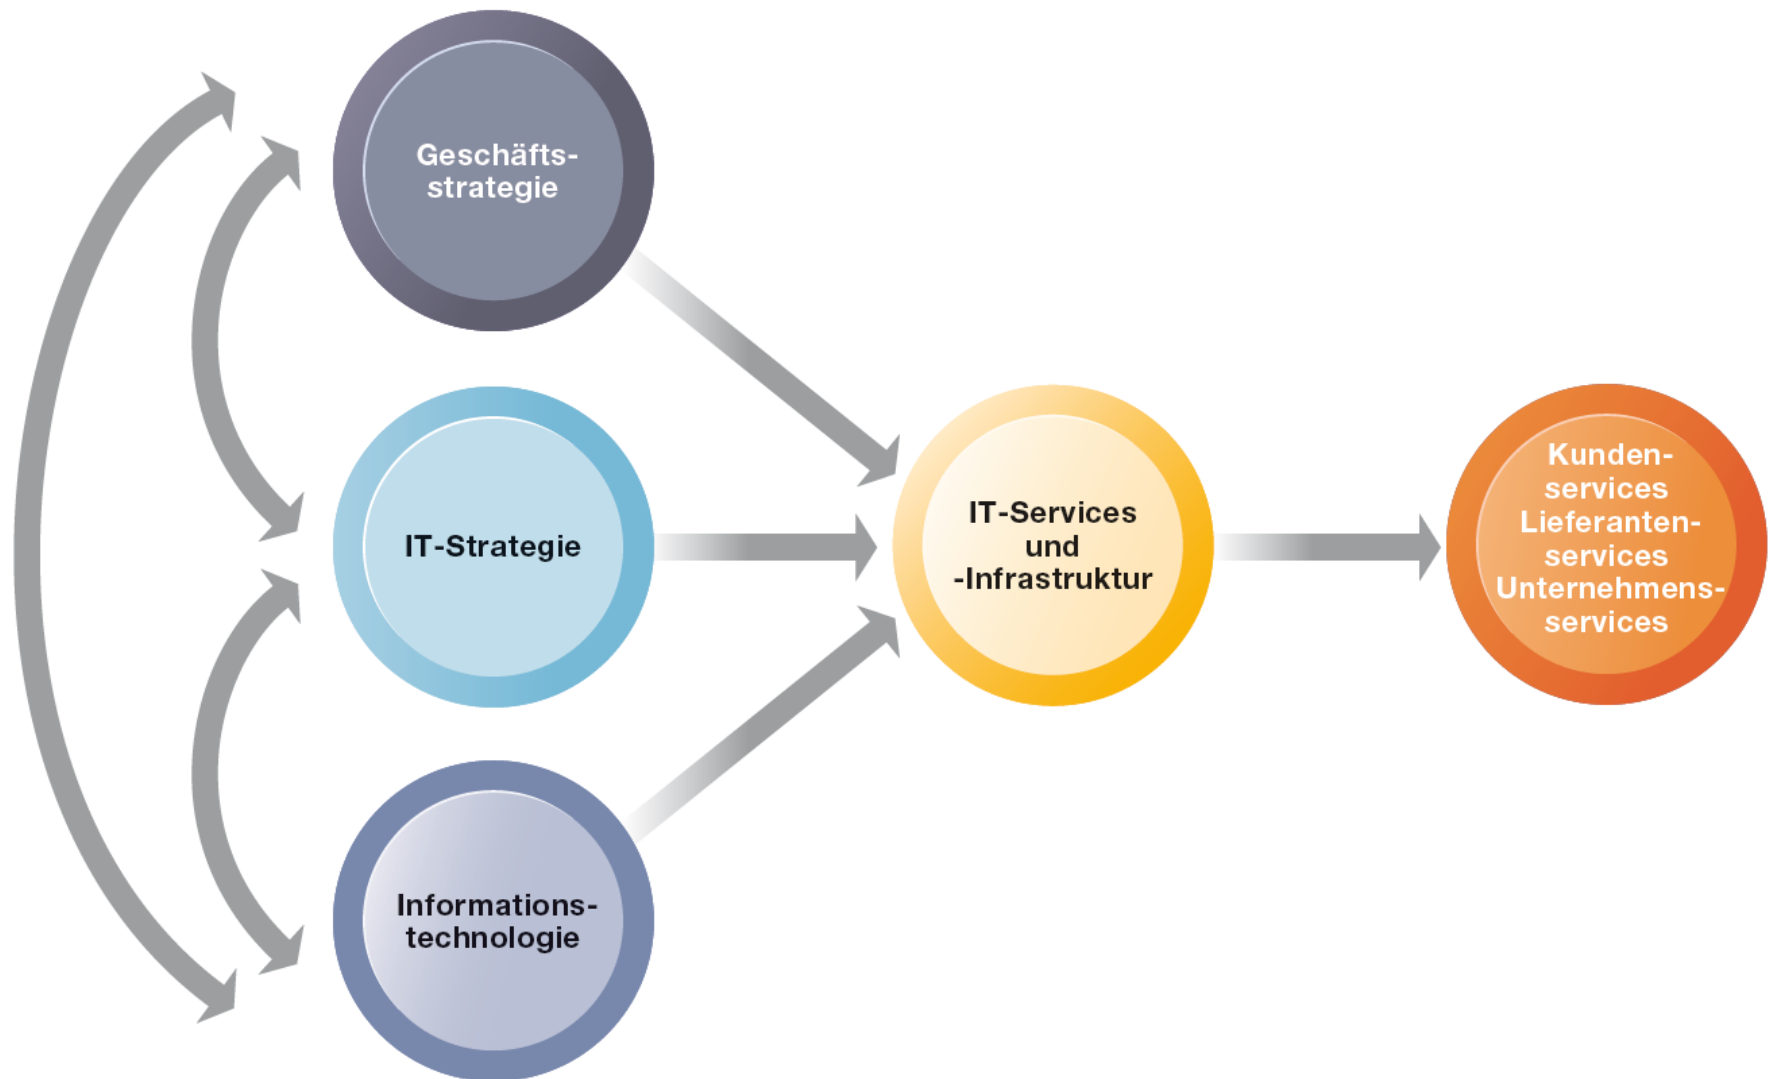 Geschäfts-
strategie
IT-Strategie
Informations-
technologie
IT-Services
und
-Infrastruktur
Kunden-
services
Lieferanten-
services
Unternehmens-
services